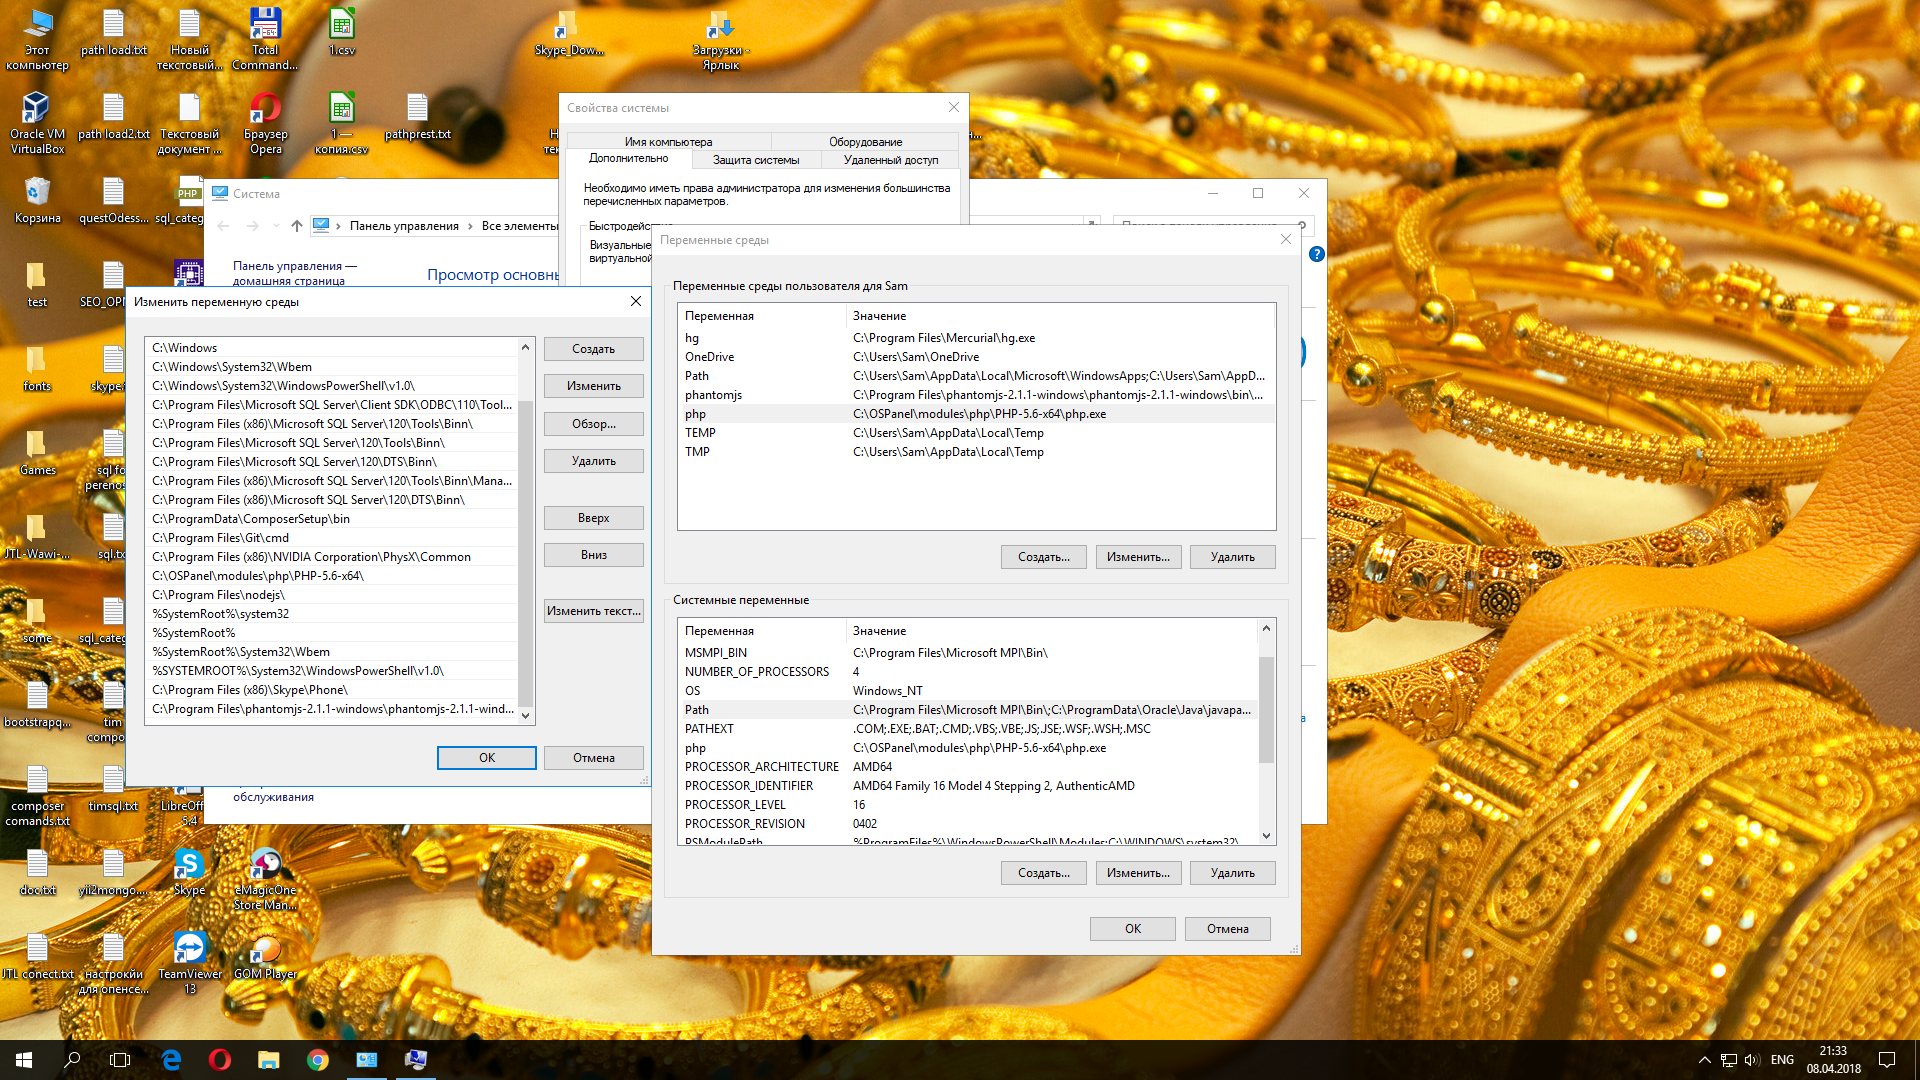 Этот компьютер
path load.txt
Новый текстовый...
Total Command...
1.csv
Skype_Dow...
Загрузки - Ярлык
Oracle VM VirtualBox
path load2.txt
Текстовый документ ...
Браузер Opera
1 — копия.csv
pathprest.txt
Корзина
questOdess...
PHP
sql_categ
test
fonts
Games
JTL-Wawi-...
sql.tx
some
sql_categ
bootstrapq...
composer comands.txt
timsql.txt
LibreOff 5.4
doc.txt
yii2mongo....
Skype
eMagicOne Store Man...
JTL conect.txt
настрокйи для опенсе...
TeamViewer 13
GOM Player
Свойства системы
Имя компьютера
Оборудование
Дополнительно
Защита системы
Удаленный доступ
Необходимо иметь права администратора для изменения большинства
перечисленных параметров.
Система
Панель управления
Все элементы
Панель управления —
домашняя страница
Просмотр основнь
обслуживания
Изменить переменную среды
C:\Windows
C:\Windows\System32\Wbem
C:\Windows\System32\WindowsPowerShell\v1.0\
C:\Program Files\Microsoft SQL Server\Client SDK\ODBC\110\Tool...
C:\Program Files (x86)\Microsoft SQL Server\120\Tools\Binn\
C:\Program Files\Microsoft SQL Server\120\Tools\Binn\
C:\Program Files\Microsoft SQL Server\120\DTS\Binn\
C:\Program Files (x86)\Microsoft SQL Server\120\Tools\Binn\Mana...
C:\Program Files (x86)\Microsoft SQL Server\120\DTS\Binn\
C:\ProgramData\ComposerSetup\bin
C:\Program Files\Git\cmd
C:\Program Files (x86)\NVIDIA Corporation\PhysX\Common
C:\OSPanel\modules\php\PHP-5.6-x64\
C:\Program Files\nodejs\
%SystemRoot%\system32
%SystemRoot%
%SystemRoot%\System32\Wbem
%SYSTEMROOT%\System32\WindowsPowerShell\v1.0\
C:\Program Files (x86)\Skype\Phone\
C:\Program Files\phantomjs-2.1.1-windows\phantomjs-2.1.1-wind...
Создать
Изменить
Обзор...
Удалить
Вверх
Вниз
Изменить текст...
OK
Отмена
Переменные среды
Переменные среды пользователя для Sam
Переменная Значение
hg C:\Program Files\Mercurial\hg.exe
OneDrive C:\Users\Sam\OneDrive
Path C:\Users\Sam\AppData\Local\Microsoft\WindowsApps;C:\Users\Sam\AppD...
phantomjs C:\Program Files\phantomjs-2.1.1-windows\phantomjs-2.1.1-windows\bin\...
php C:\OSPanel\modules\php\PHP-5.6-x64\php.exe
TEMP C:\Users\Sam\AppData\Local\Temp
TMP C:\Users\Sam\AppData\Local\Temp
Создать...
Изменить...
Удалить
Системные переменные
Переменная Значение
MSMPI_BIN C:\Program Files\Microsoft MPI\Bin\
NUMBER_OF_PROCESSORS 4
OS Windows_NT
Path C:\Program Files\Microsoft MPI\Bin\;C:\ProgramData\Oracle\Java\javapa...
PATHEXT .COM;.EXE;.BAT;.CMD;.VBS;.VBE;.JS;.JSE;.WSF;.WSH;.MSC
php C:\OSPanel\modules\php\PHP-5.6-x64\php.exe
PROCESSOR_ARCHITECTURE AMD64
PROCESSOR_IDENTIFIER AMD64 Family 16 Model 4 Stepping 2, AuthenticAMD
PROCESSOR_LEVEL 16
PROCESSOR_REVISION 0402
PSModulePath %ProgramFiles%\WindowsPowerShell\Modules;C:\WINDOWS\system32\
Создать...
Изменить...
Удалить
OK
Отмена
ENG
21:33
08.04.2018